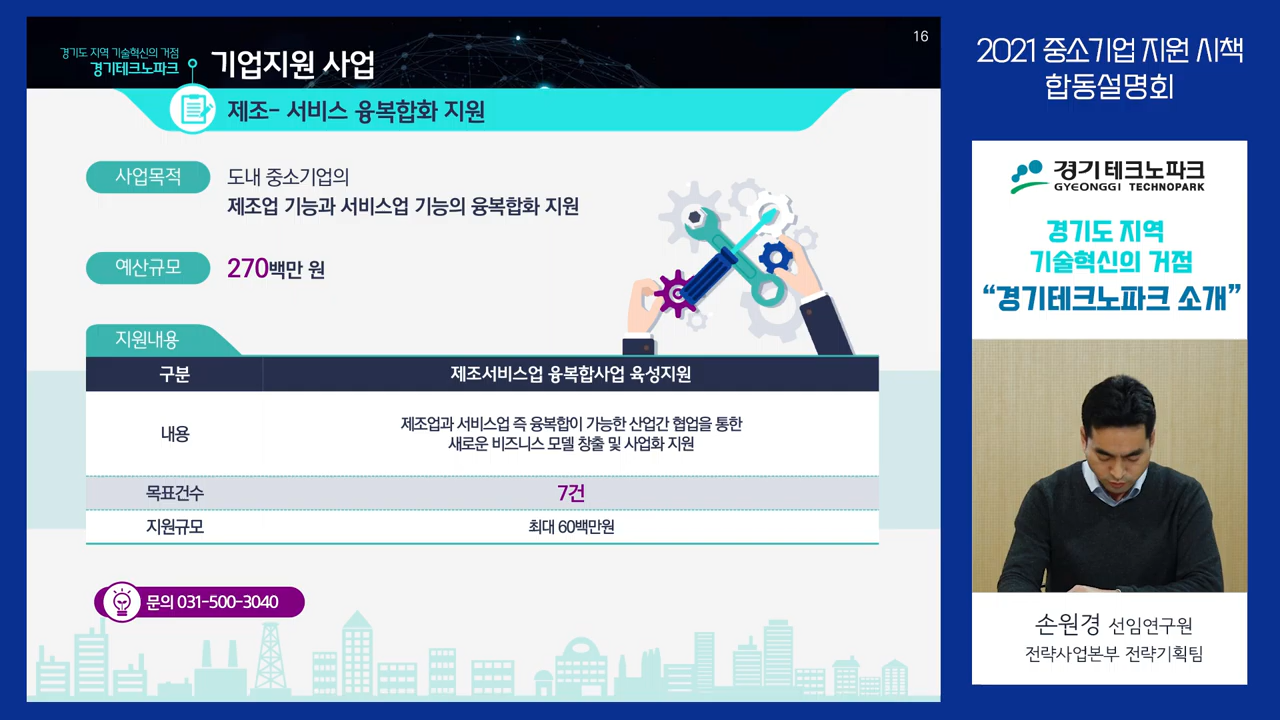 경기도 지역 기술혁신의 거점
경기테크노파크
기업지원 사업
16
제조- 서비스 융복합화 지원
사업목적
도내 중소기업의
제조업 기능과 서비스업 기능의 융복합화 지원
예산규모
270백만 원
지원내용
구분
제조서비스업 융복합사업 육성지원
내용
제조업과 서비스업 즉 융복합이 가능한 산업간 협업을 통한
새로운 비즈니스 모델 창출 및 사업화 지원
목표건수
7건
지원규모
최대 60백만원
문의 031-500-3040
2021 중소기업 지원 시책
합동설명회
경기테크노파크
GYEONGGI TECHNOPARK
경기도 지역
기술혁신의 거점
“경기테크노파크 소개”
손원경 선임연구원
전략사업본부 전략기획팀